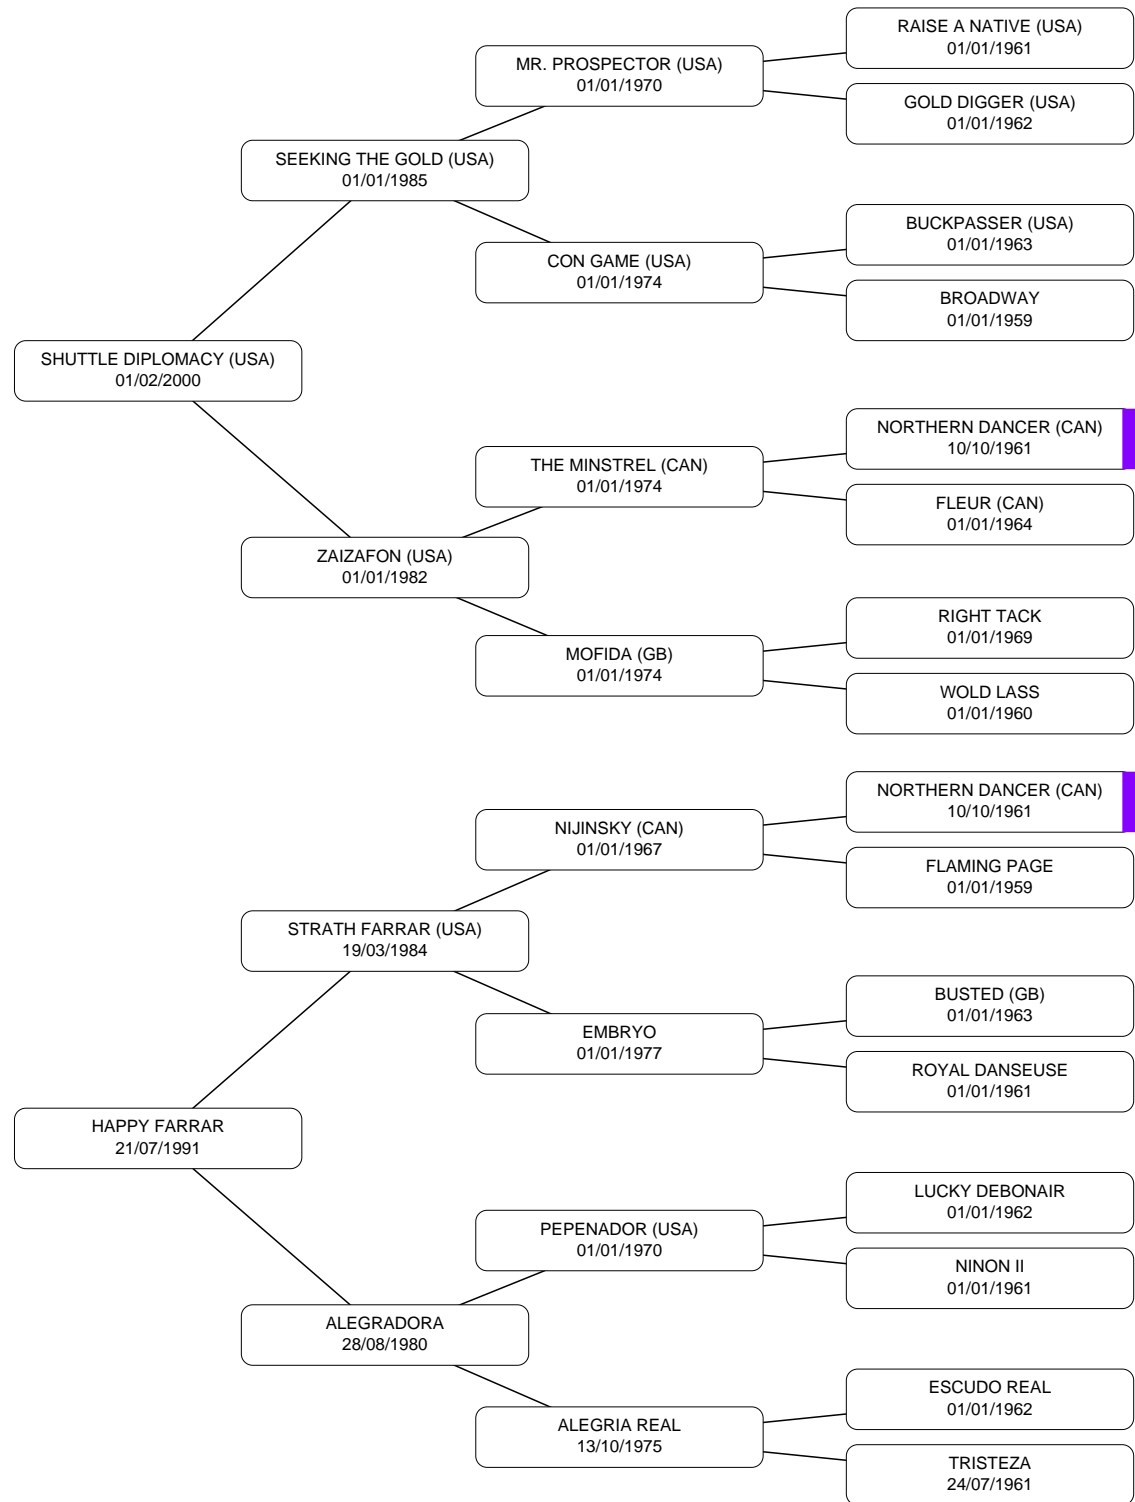 RAISE A NATIVE (USA)
01/01/1961
MR. PROSPECTOR (USA)
01/01/1970
GOLD DIGGER (USA)
01/01/1962
SEEKING THE GOLD (USA)
01/01/1985
BUCKPASSER (USA)
01/01/1963
CON GAME (USA)
01/01/1974
BROADWAY
01/01/1959
SHUTTLE DIPLOMACY (USA)
01/02/2000
NORTHERN DANCER (CAN)
10/10/1961
THE MINSTREL (CAN)
01/01/1974
FLEUR (CAN)
01/01/1964
ZAIZAFON (USA)
01/01/1982
RIGHT TACK
01/01/1969
MOFIDA (GB)
01/01/1974
WOLD LASS
01/01/1960
NORTHERN DANCER (CAN)
10/10/1961
NIJINSKY (CAN)
01/01/1967
FLAMING PAGE
01/01/1959
STRATH FARRAR (USA)
19/03/1984
BUSTED (GB)
01/01/1963
EMBRYO
01/01/1977
ROYAL DANSEUSE
01/01/1961
HAPPY FARRAR
21/07/1991
LUCKY DEBONAIR
01/01/1962
PEPENADOR (USA)
01/01/1970
NINON II
01/01/1961
ALEGRADORA
28/08/1980
ESCUDO REAL
01/01/1962
ALEGRIA REAL
13/10/1975
TRISTEZA
24/07/1961